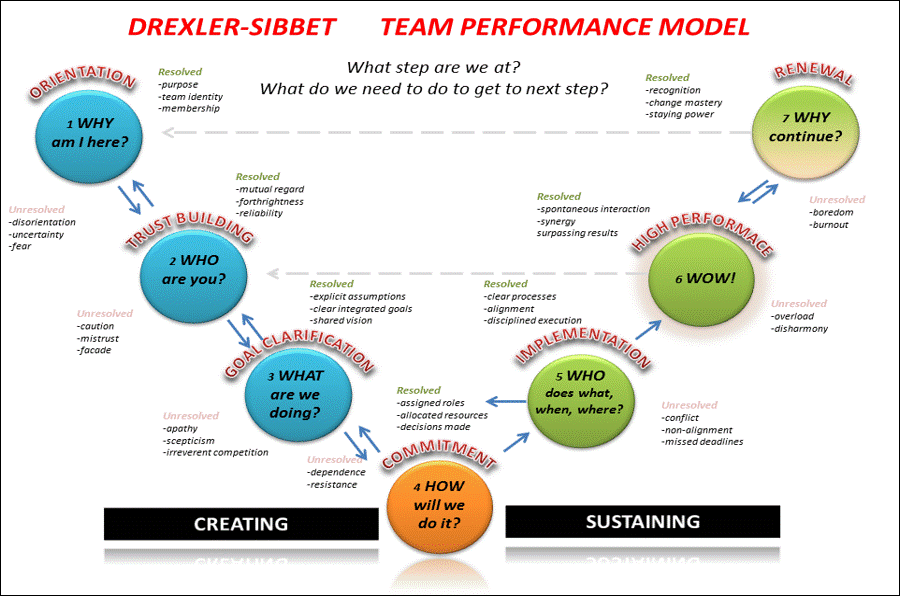 DREXLER-SIBBET TEAM PERFORMANCE MODEL
What step are we at?
What do we need to do to get to next step?
ORIENTATION
1 WHY
am I here?
Resolved
-purpose
-team identity
-membership
Unresolved
-disorientation
-uncertainty
-fear
TRUST BUILDING
2 WHO
are you?
Resolved
-mutual regard
-forthrightness
-reliability
Unresolved
-caution
-mistrust
-facade
GOAL CLARIFICATION
3 WHAT
are we
doing?
Resolved
-explicit assumptions
-clear integrated goals
-shared vision
Unresolved
-apathy
-scepticism
-irreverent competition
COMMITMENT
4 HOW
will we
do it?
Resolved
-assigned roles
-allocated resources
-decisions made
Unresolved
-dependence
-resistance
IMPLEMENTATION
5 WHO
does what,
when, where?
Resolved
-clear processes
-alignment
-disciplined execution
Unresolved
-conflict
-non-alignment
-missed deadlines
HIGH PERFORMACE
6 WOW!
Resolved
-spontaneous interaction
-synergy
surpassing results
Unresolved
-overload
-disharmony
RENEWAL
7 WHY
continue?
Resolved
-recognition
-change mastery
-staying power
Unresolved
-boredom
-burnout
CREATING
SUSTAINING